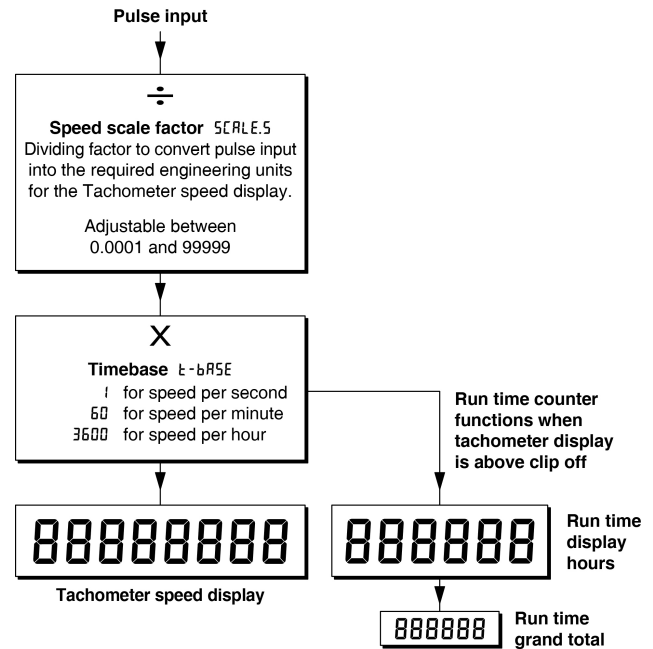 Pulse input
÷
Speed scale factor SCALE.S
Dividing factor to convert pulse input
into the required engineering units
for the Tachometer speed display.
Adjustable between
0.0001 and 99999
X
Timebase t-bASE
1 for speed per second
60 for speed per minute
3600 for speed per hour
Run time counter
functions when
tachometer display
is above clip off
88888888
Tachometer speed display
888888
Run time
display
hours
888888
Run time
grand total